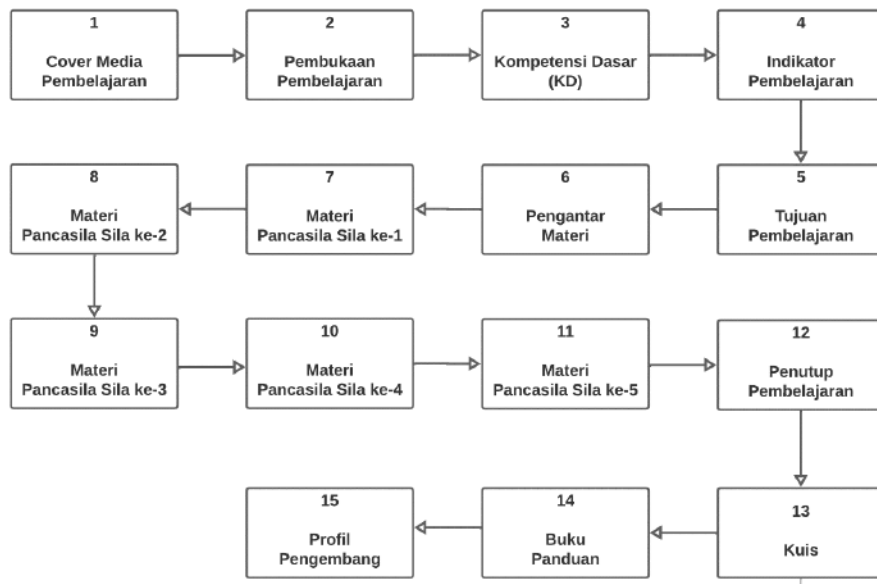 1
Cover Media
Pembelajaran
2
Pembukaan
Pembelajaran
3
Kompetensi Dasar
(KD)
4
Indikator
Pembelajaran
5
Tujuan
Pembelajaran
6
Pengantar
Materi
7
Materi
Pancasila Sila ke-1
8
Materi
Pancasila Sila ke-2
9
Materi
Pancasila Sila ke-3
10
Materi
Pancasila Sila ke-4
11
Materi
Pancasila Sila ke-5
12
Penutup
Pembelajaran
13
Kuis
14
Buku
Panduan
15
Profil
Pengembang